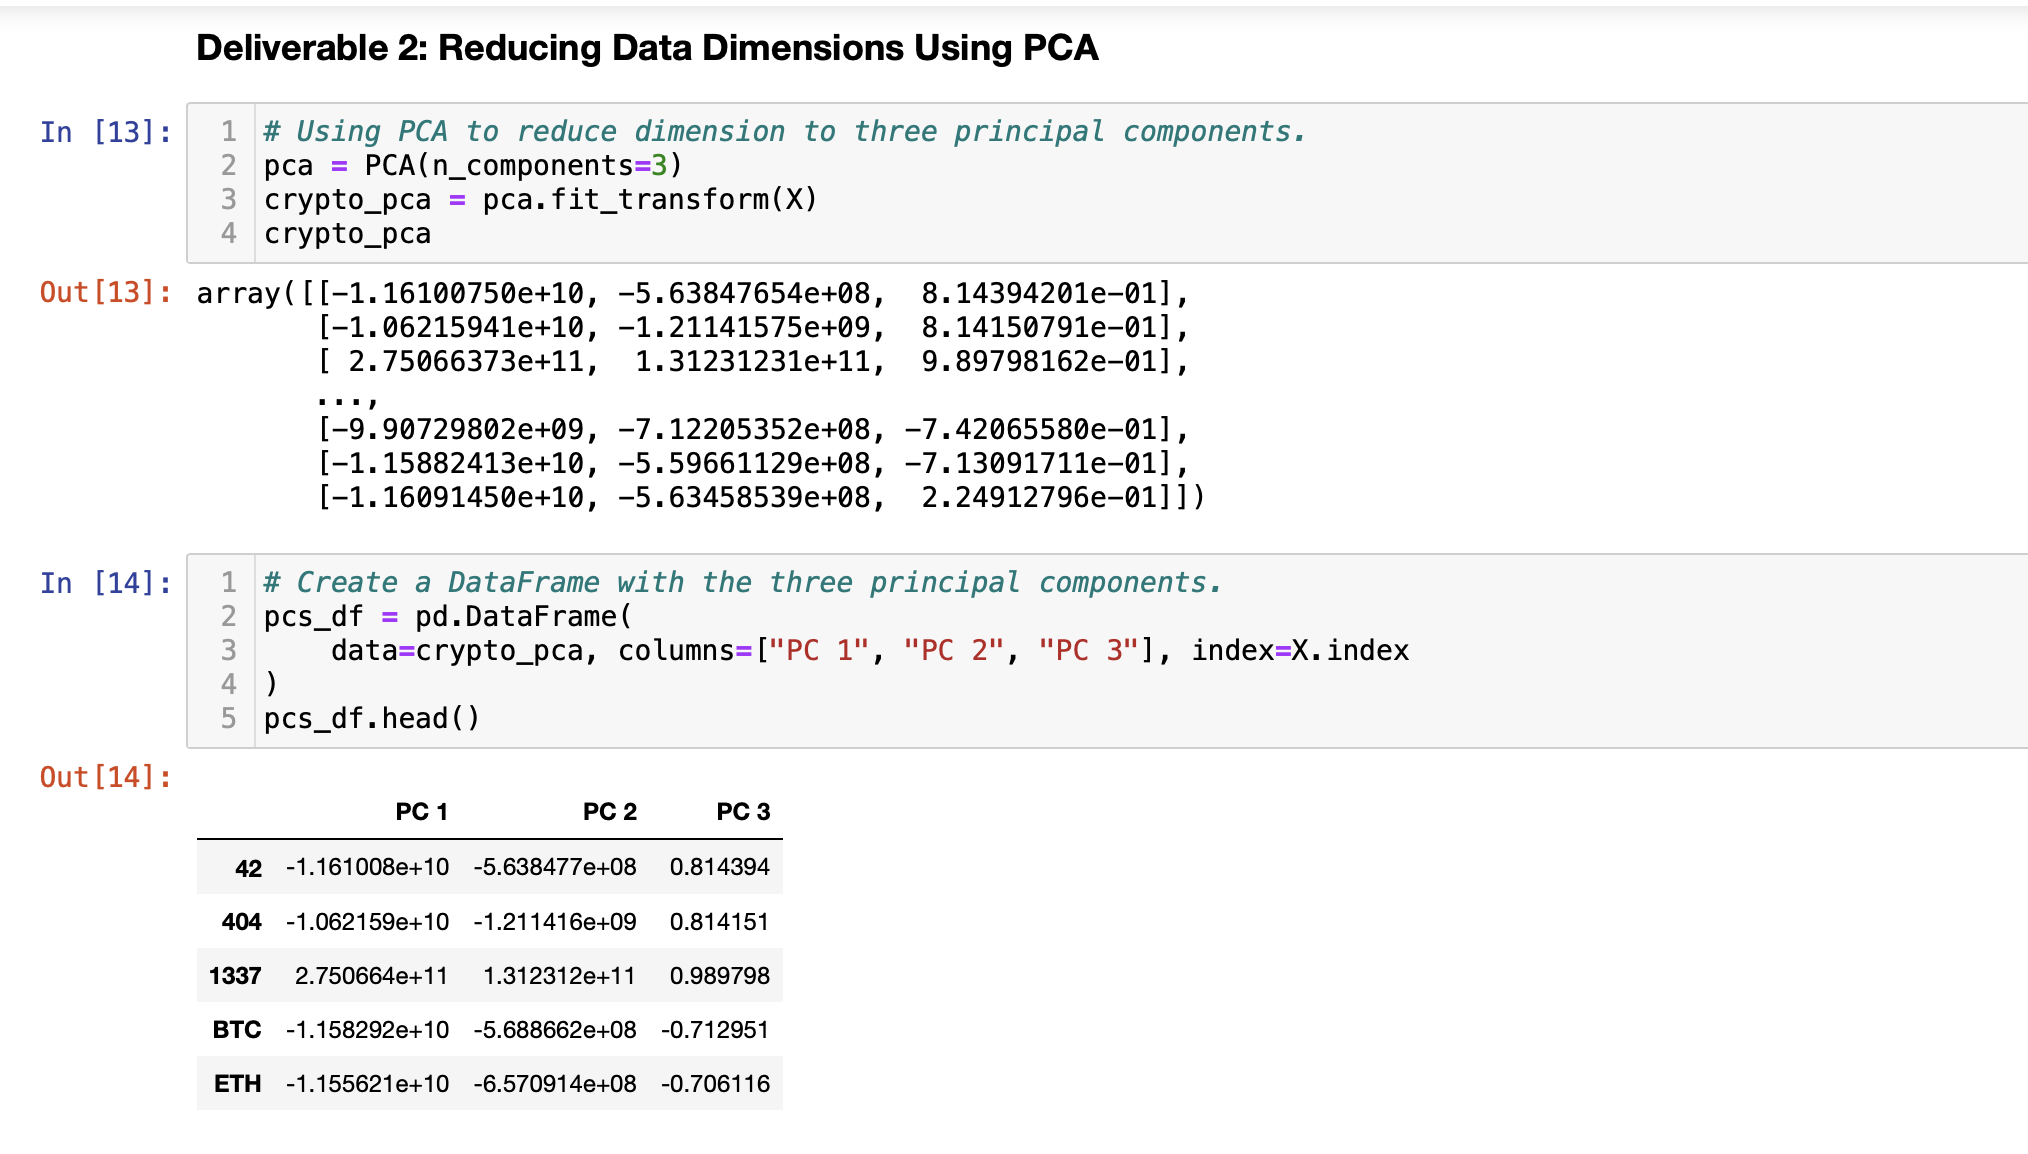 Deliverable 2: Reducing Data Dimensions Using PCA
In [13]:
1 # Using PCA to reduce dimension to three principal components.
2 pca = PCA(n_components=3)
3 crypto_pca = pca.fit_transform(X)
4 crypto_pca
Out[13]: array([[-1.16100750e+10, -5.63847654e+08,  8.14394201e-01],
[-1.06215941e+10, -1.21141575e+09,  8.14150791e-01],
[ 2.75066373e+11,  1.31231231e+11,  9.89798162e-01],
...,
[-9.90729802e+09, -7.12205352e+08, -7.42065580e-01],
[-1.15882413e+10, -5.59661129e+08, -7.13091711e-01],
[-1.16091450e+10, -5.63458539e+08,  2.24912796e-01]])
In [14]:
1 # Create a DataFrame with the three principal components.
2 pcs_df = pd.DataFrame(
3     data=crypto_pca, columns=["PC 1", "PC 2", "PC 3"], index=X.index
4 )
5 pcs_df.head()
Out[14]:
PC 1 PC 2 PC 3
42 -1.161008e+10 -5.638477e+08 0.814394
404 -1.062159e+10 -1.211416e+09 0.814151
1337 2.750664e+11 1.312312e+11 0.989798
BTC -1.158292e+10 -5.688662e+08 -0.712951
ETH -1.155621e+10 -6.570914e+08 -0.706116